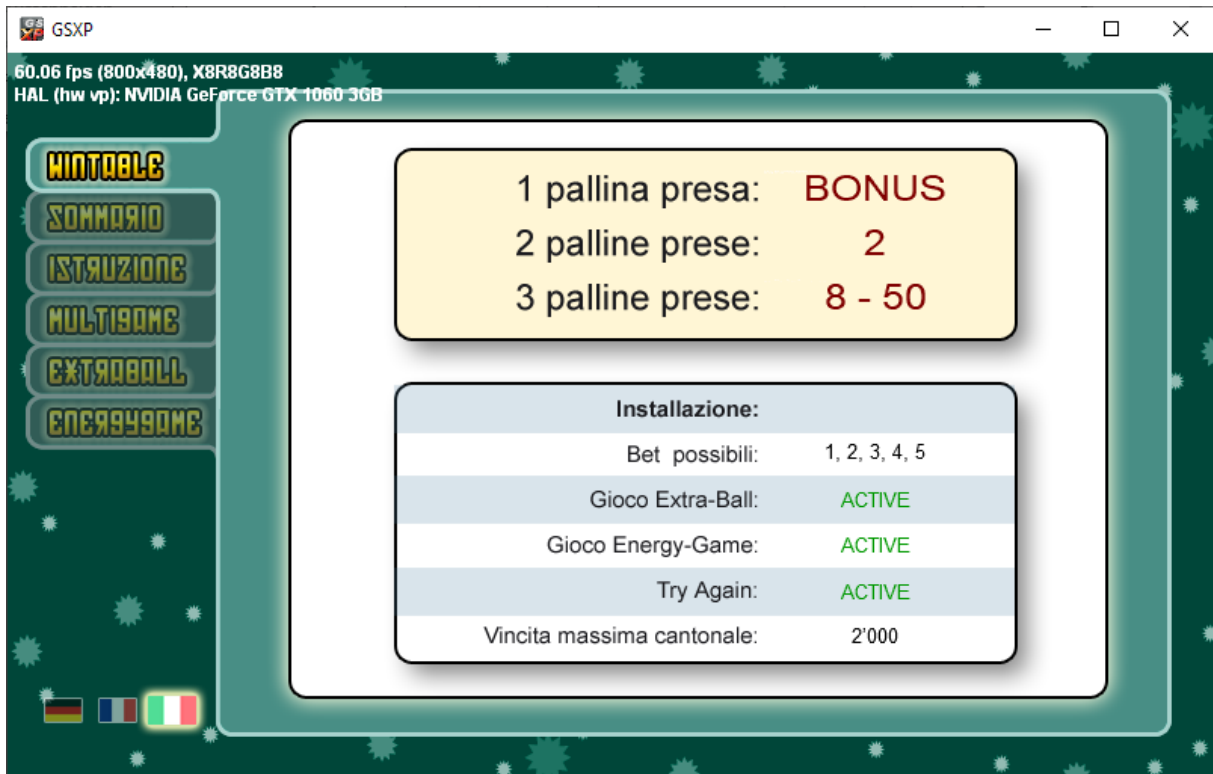 GSXP
60.06 fps (800x480), X8R8G8B8
HAL (hw vp): NVIDIA GeForce GTX 1060 3GB
WINTABLE
SOMMARIO
ISTRUZIONE
MULTIGAME
EXTRABALL
ENERGYGAME
1 pallina presa: BONUS
2 palline prese: 2
3 palline prese: 8 - 50
Installazione:
Bet possibili: 1, 2, 3, 4, 5
Gioco Extra-Ball: ACTIVE
Gioco Energy-Game: ACTIVE
Try Again: ACTIVE
Vincita massima cantonale: 2'000